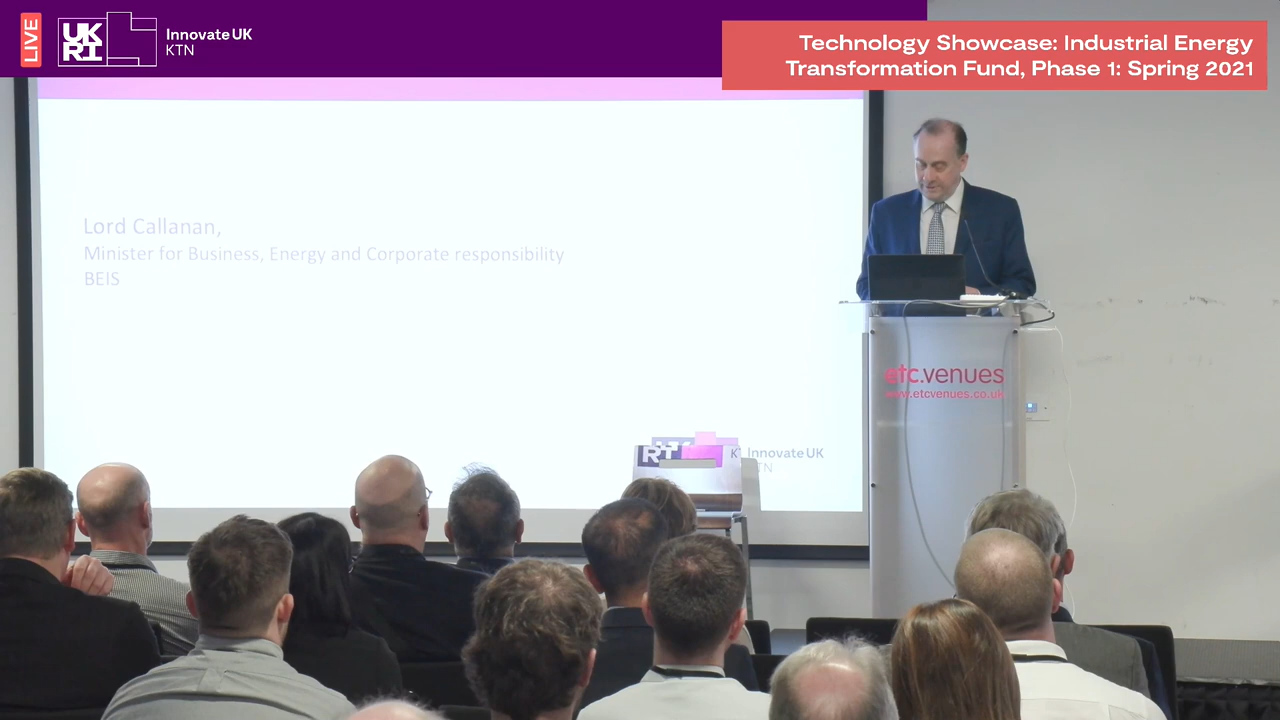 LIVE
UK
RI
Innovate UK
KTN
Technology Showcase: Industrial Energy
Transformation Fund, Phase 1: Spring 2021
Lord Callanan,
Minister for Business, Energy and Corporate responsibility
BEIS
etc.venues
www.etcvenues.co.uk
RI
Innovate UK